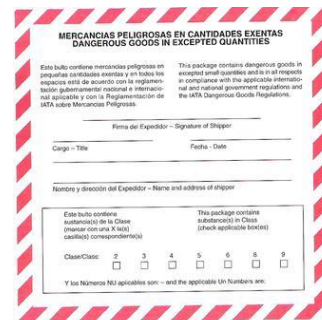 MERCANCIAS PELIGROSAS EN CANTIDADES EXENTAS
DANGEROUS GOODS IN EXCEPTED QUANTITIES
Este bulto contiene mercancias peligrosas en
pequeñas cantidades exentas y en todos los
espacios está de acuerdo con la reglamen-
tación gubernamental nacional e internacio-
nal aplicable y con la Reglamentación de
IATA sobre Mercancias Peligrosas.
This package contains dangerous goods in
excepted small quantities and is in all respects
in compliance with the applicable internatio-
nal and national government regulations and
the IATA Dangerous Goods Regulations.
Firma del Expedidor – Signature of Shipper
Cargo – Title Fecha - Date
Nombre y dirección del Expedidor – Name and address of shipper
Este bulto contiene
sustancia(s) de la Clase
(marcar con una X la(s)
casilla(s) correspondiente(s)
This package contains
substance(s) in Class
(check applicable box(es)
Clase/Class: 2 3 4 5 6 8 9
Y los Números NU aplicables son: – and the applicable Un Numbers are: